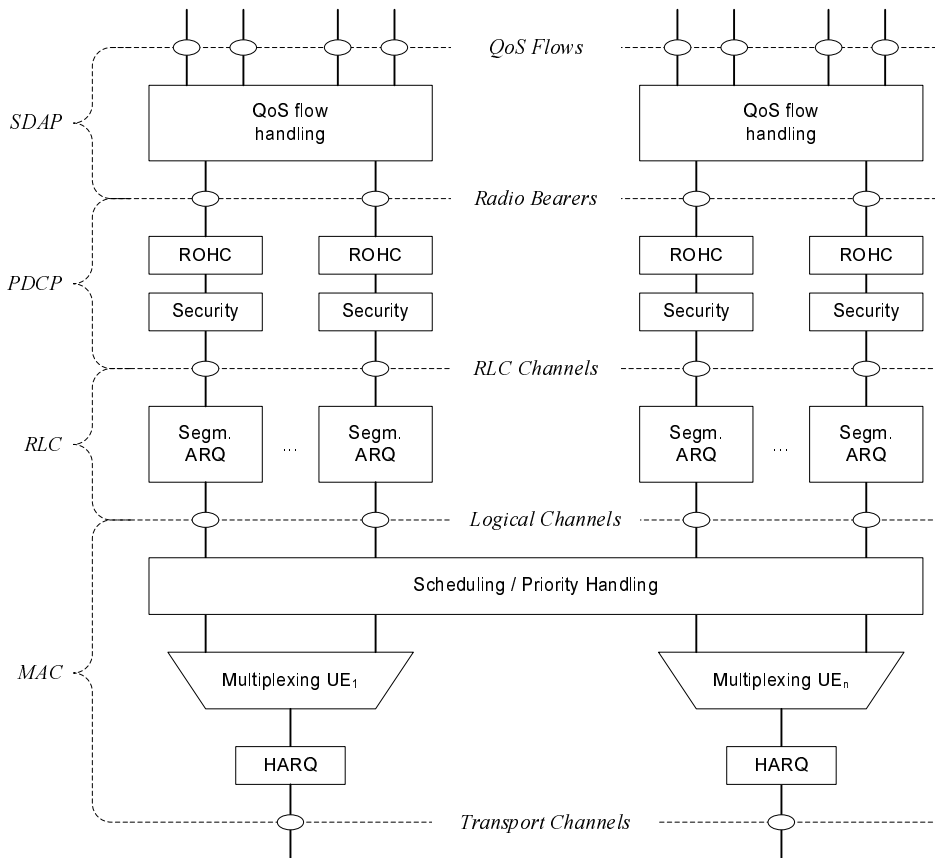 QoS Flows
QoS flow
handling
QoS flow
handling
SDAP
Radio Bearers
ROHC
ROHC
ROHC
ROHC
PDCP
Security
Security
Security
Security
RLC Channels
Segm.
ARQ
...
Segm.
ARQ
Segm.
ARQ
...
Segm.
ARQ
RLC
Logical Channels
Scheduling / Priority Handling
MAC
Multiplexing UE₁
Multiplexing UEₙ
HARQ
HARQ
Transport Channels